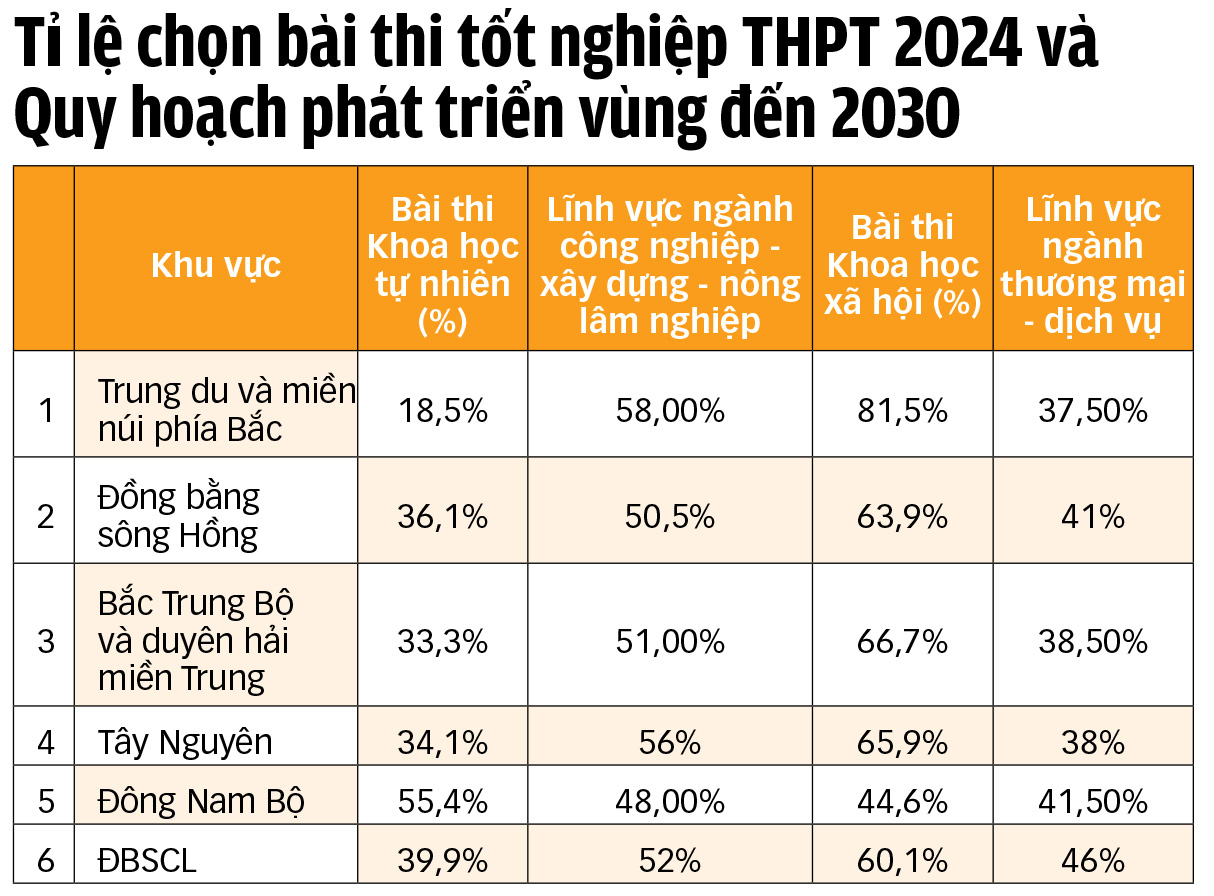 Tỉ lệ chọn bài thi tốt nghiệp THPT 2024 và
Quy hoạch phát triển vùng đến 2030
Khu vực
Bài thi
Khoa học
tự nhiên
(%)
Lĩnh vực ngành
công nghiệp -
xây dựng - nông
lâm nghiệp
Bài thi
Khoa học
xã hội (%)
Lĩnh vực
ngành
thương mại
- dịch vụ
1
Trung du và miền
núi phía Bắc
18,5%
58,00%
81,5%
37,50%
2
Đồng bằng
sông Hồng
36,1%
50,5%
63,9%
41%
3
Bắc Trung Bộ
và duyên hải
miền Trung
33,3%
51,00%
66,7%
38,50%
4
Tây Nguyên
34,1%
56%
65,9%
38%
5
Đông Nam Bộ
55,4%
48,00%
44,6%
41,50%
6
ĐBSCL
39,9%
52%
60,1%
46%